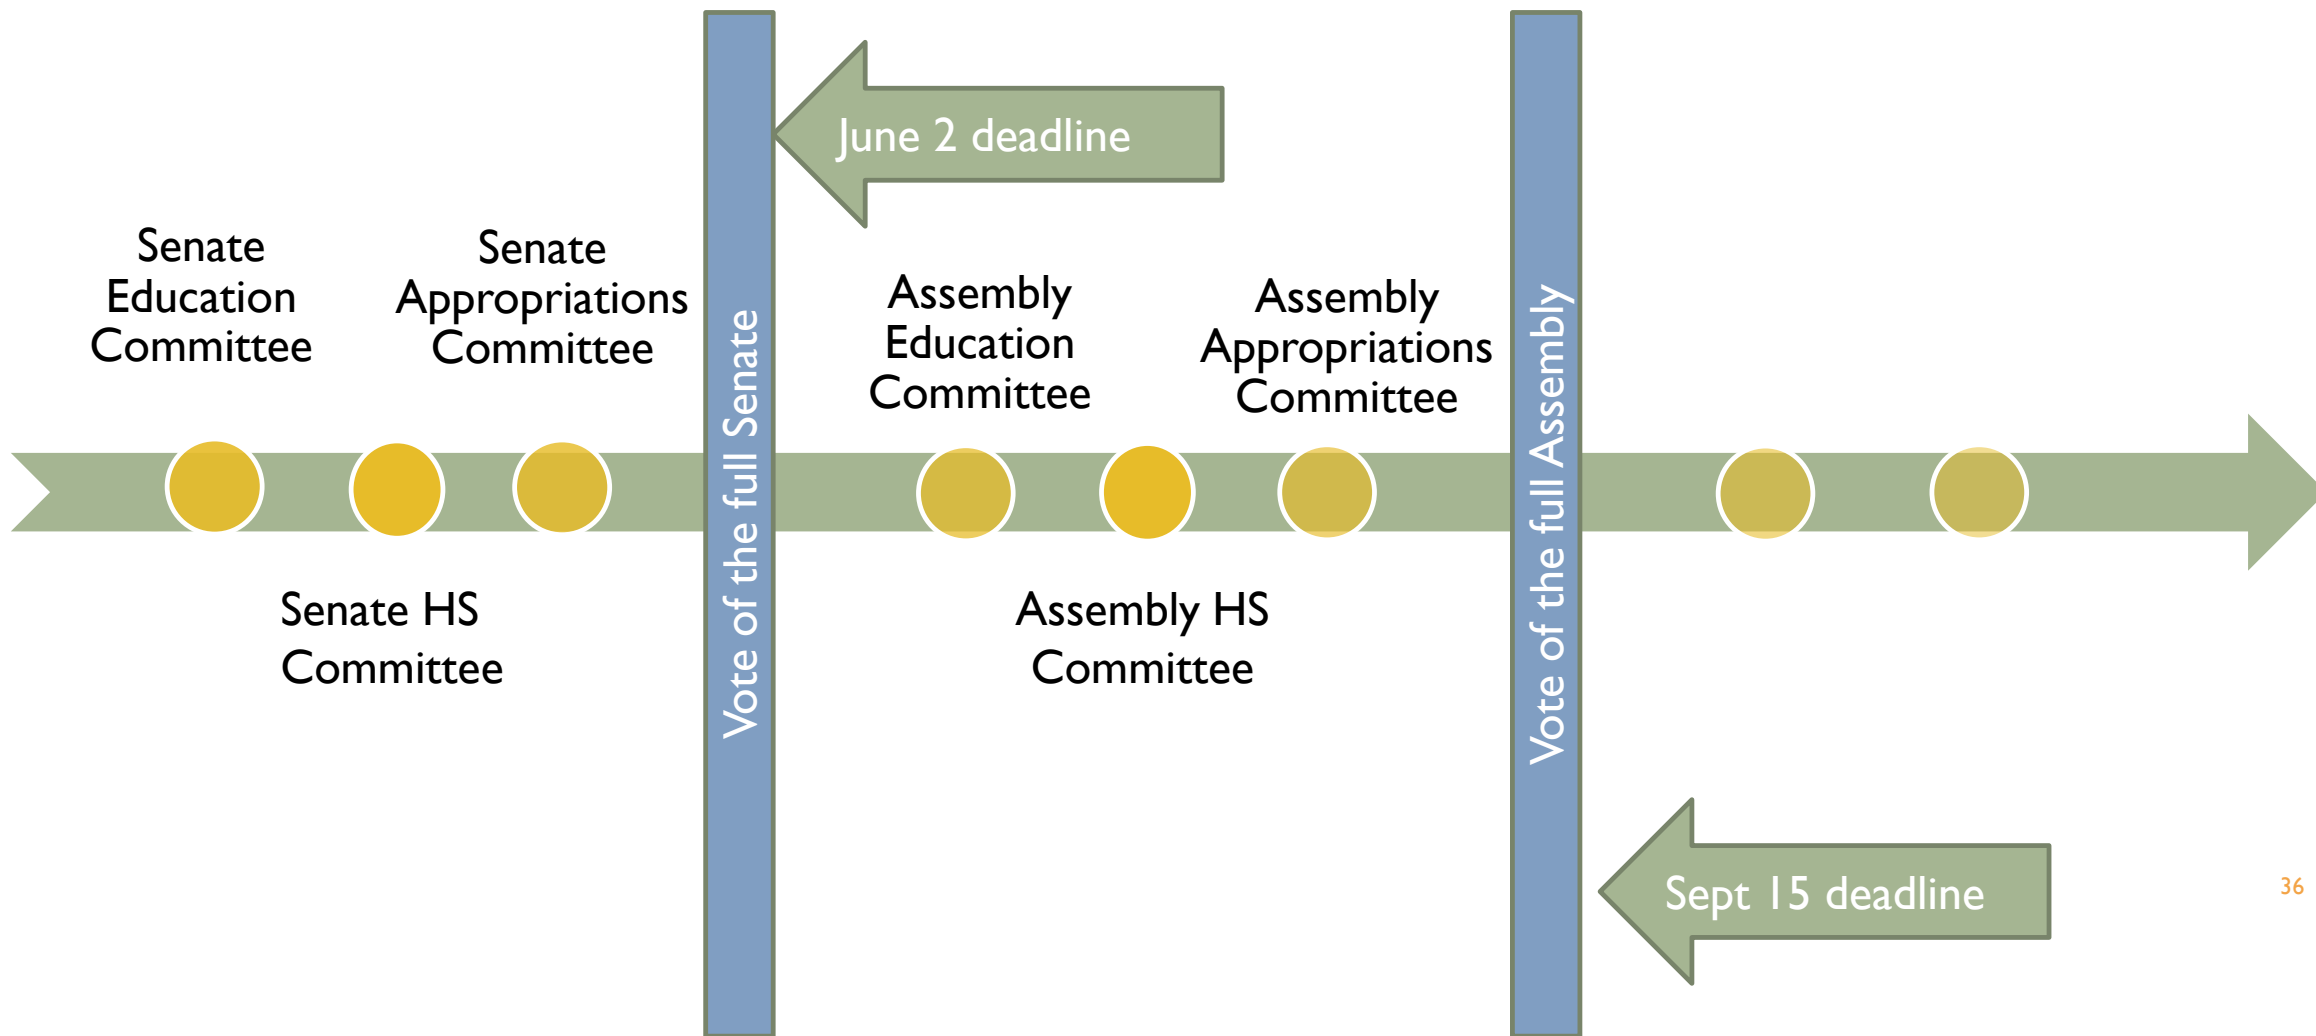 June 2 deadline
Senate
Education
Committee
Senate
Appropriations
Committee
Vote of the full Senate
Assembly
Education
Committee
Assembly
Appropriations
Committee
Vote of the full Assembly
Senate HS
Committee
Assembly HS
Committee
Sept 15 deadline
36